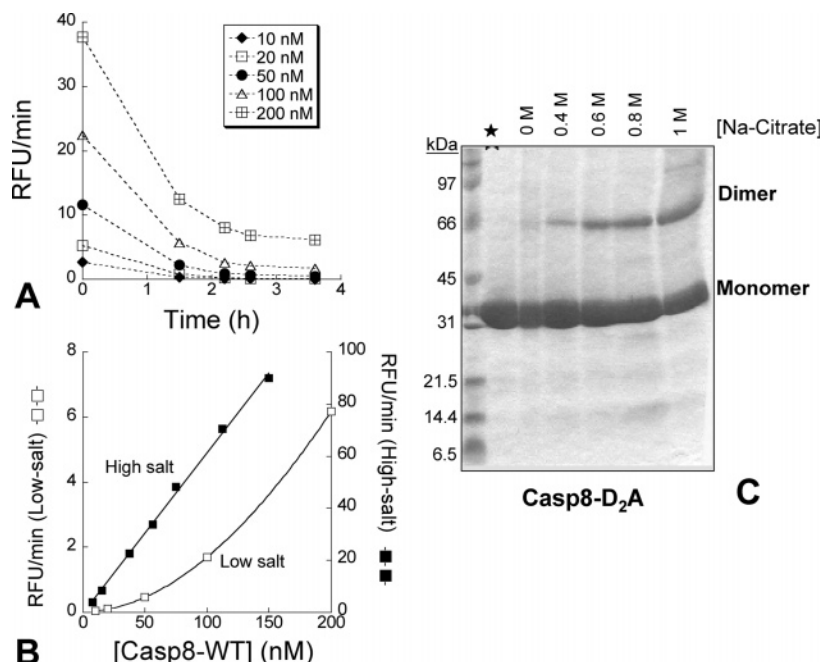 40
30
20
10
0
RFU/min
10 nM
20 nM
50 nM
100 nM
200 nM
0 1 2 3 4
Time (h)
A
8
6
4
2
0
RFU/min (Low-salt)
High salt
Low salt
100
80
60
40
20
0
RFU/min (High-salt)
0 50 100 150 200
[Casp8-WT] (nM)
B
★ 0 M 0.4 M 0.6 M 0.8 M 1 M [Na-Citrate]
kDa
97
66
45
31
21.5
14.4
6.5
Dimer
Monomer
Casp8-D₂A
C